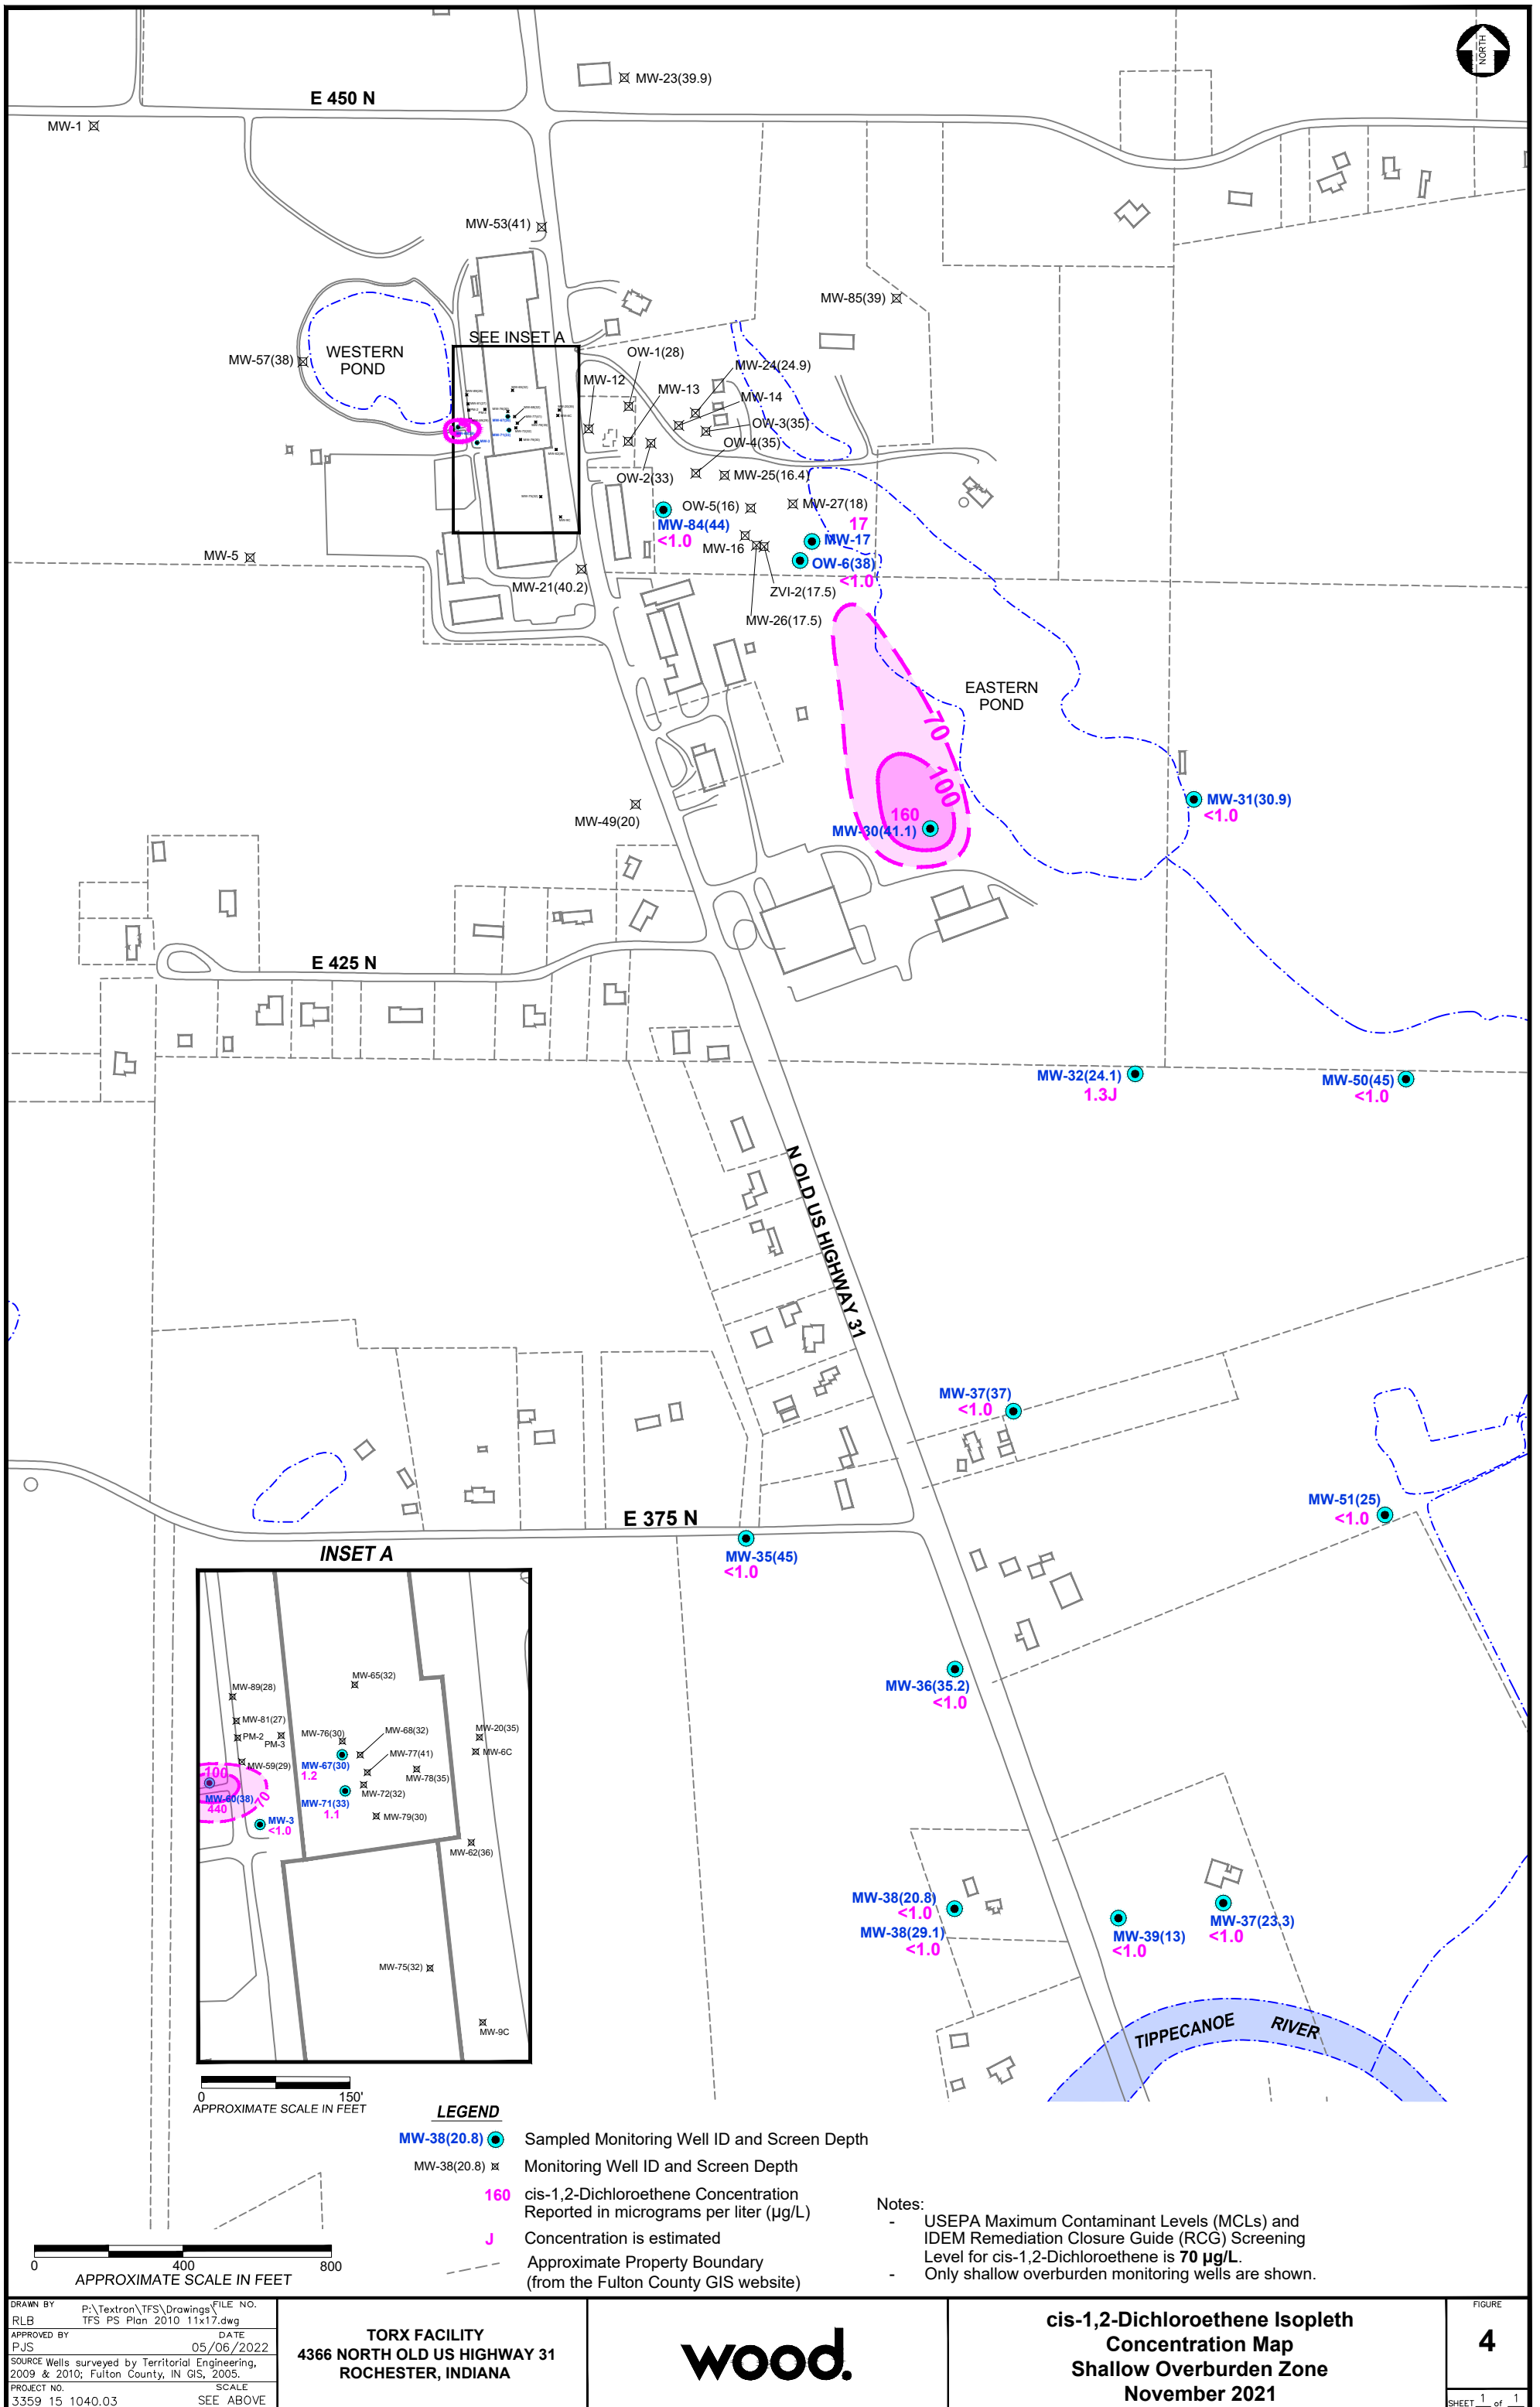 NORTH
E 450 N
MW-23(39.9)
MW-1
MW-53(41)
MW-85(39)
SEE INSET A
MW-57(38)
WESTERN
POND
OW-1(28)
MW-24(24.9)
MW-12
MW-13
MW-14
OW-3(35)
OW-4(35)
OW-2(33)
MW-25(16.4)
OW-5(16)
MW-27(18)
MW-84(44)
<1.0
17
MW-17
MW-16
OW-6(38)
<1.0
MW-5
MW-21(40.2)
ZVI-2(17.5)
MW-26(17.5)
EASTERN
POND
70
100
160
MW-30(41.1)
MW-31(30.9)
<1.0
MW-49(20)
E 425 N
MW-32(24.1)
1.3J
MW-50(45)
<1.0
N OLD US HIGHWAY 31
MW-37(37)
<1.0
MW-51(25)
<1.0
E 375 N
MW-35(45)
<1.0
INSET A
MW-65(32)
MW-89(28)
MW-81(27)
PM-2
PM-3
MW-76(30)
MW-68(32)
MW-20(35)
MW-6C
MW-77(41)
MW-59(29)
MW-67(30)
1.2
MW-78(35)
MW-72(32)
100
MW-60(38)
440
70
MW-71(33)
1.1
MW-79(30)
MW-3
<1.0
MW-62(36)
MW-75(32)
MW-9C
0 150'
APPROXIMATE SCALE IN FEET
MW-36(35.2)
<1.0
MW-38(20.8)
<1.0
MW-38(29.1)
<1.0
MW-39(13)
<1.0
MW-37(23.3)
<1.0
TIPPECANOE RIVER
LEGEND
MW-38(20.8) Sampled Monitoring Well ID and Screen Depth
MW-38(20.8) Monitoring Well ID and Screen Depth
160 cis-1,2-Dichloroethene Concentration
Reported in micrograms per liter (µg/L)
J Concentration is estimated
Approximate Property Boundary
(from the Fulton County GIS website)
Notes:
- USEPA Maximum Contaminant Levels (MCLs) and
IDEM Remediation Closure Guide (RCG) Screening
Level for cis-1,2-Dichloroethene is 70 µg/L.
- Only shallow overburden monitoring wells are shown.
0 400 800
APPROXIMATE SCALE IN FEET
DRAWN BY
RLB
FILE NO.
P:\Textron\TFS\Drawings\
TFS PS Plan 2010 11x17.dwg
APPROVED BY
PJS
DATE
05/06/2022
SOURCE Wells surveyed by Territorial Engineering,
2009 & 2010; Fulton County, IN GIS, 2005.
PROJECT NO.
3359 15 1040.03
SCALE
SEE ABOVE
TORX FACILITY
4366 NORTH OLD US HIGHWAY 31
ROCHESTER, INDIANA
wood.
cis-1,2-Dichloroethene Isopleth
Concentration Map
Shallow Overburden Zone
November 2021
FIGURE
4
SHEET 1 of 1